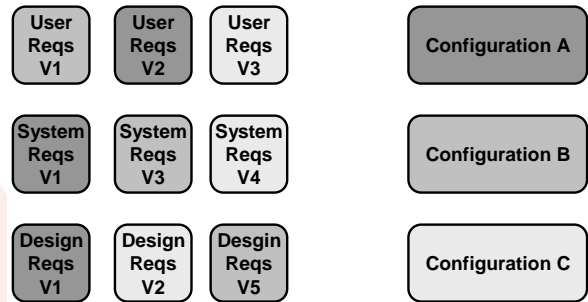 User
Reqs
V1
User
Reqs
V2
User
Reqs
V3
Configuration A
System
Reqs
V1
System
Reqs
V3
System
Reqs
V4
Configuration B
Design
Reqs
V1
Design
Reqs
V2
Desgin
Reqs
V5
Configuration C